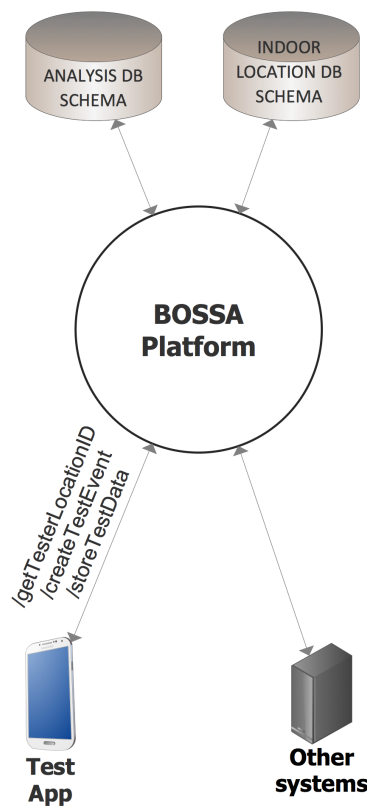 ANALYSIS DB
SCHEMA
INDOOR
LOCATION DB
SCHEMA
BOSSA
Platform
/getTesterLocationID
/createTestEvent
/storeTestData
Test
App
Other
systems